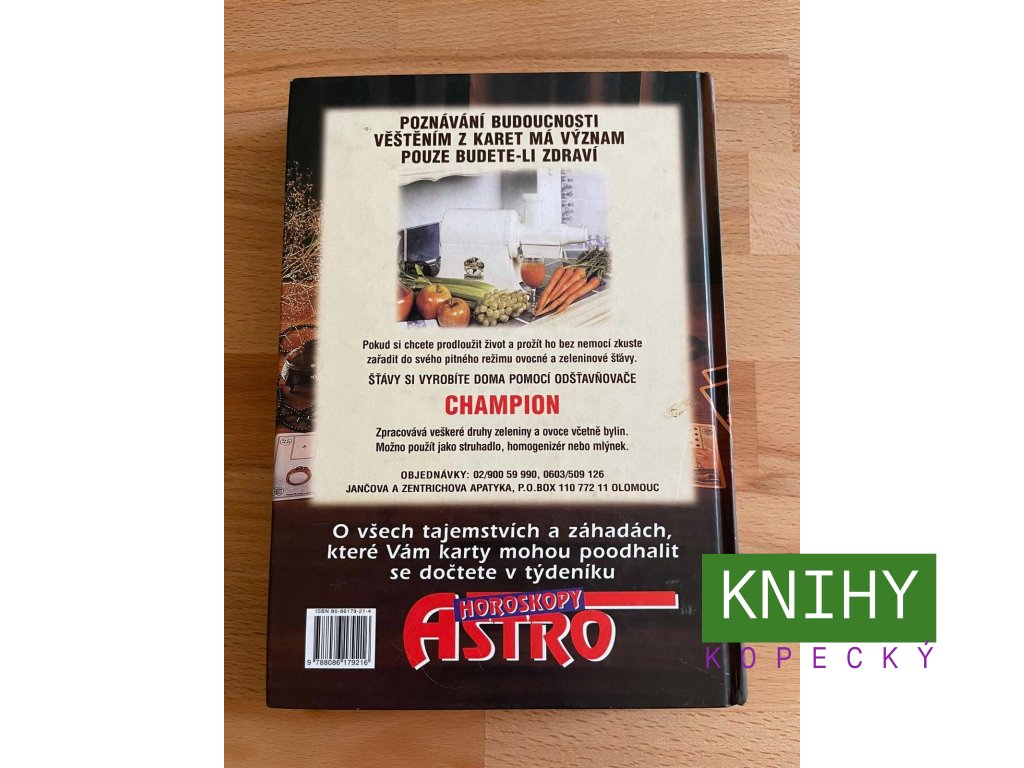 POZNÁVÁNÍ BUDOUCNOSTI
VĚŠTĚNÍM Z KARET MÁ VÝZNAM
POUZE BUDETE-LI ZDRAVÍ
Pokud si chcete prodloužit život a prožít ho bez nemocí zkuste
zařadit do svého pitného režimu ovocné a zeleninové šťávy.
ŠŤÁVY SI VYROBÍTE DOMA POMOCÍ ODŠŤAVŇOVAČE
CHAMPION
Zpracovává veškeré druhy zeleniny a ovoce včetně bylin.
Možno použít jako struhadlo, homogenizér nebo mlýnek.
OBJEDNÁVKY: 02/900 59 990, 0603/509 126
JANČOVA A ZENTRICHOVA APATYKA, P.O.BOX 110 772 11 OLOMOUC
O všech tajemstvích a záhadách,
které Vám karty mohou poodhalit
se dočtete v týdeníku
HOROSKOPY
ASTRO
ISBN 80-86179-21-4
9 788086 179216
KNIHY
KOPECKÝ